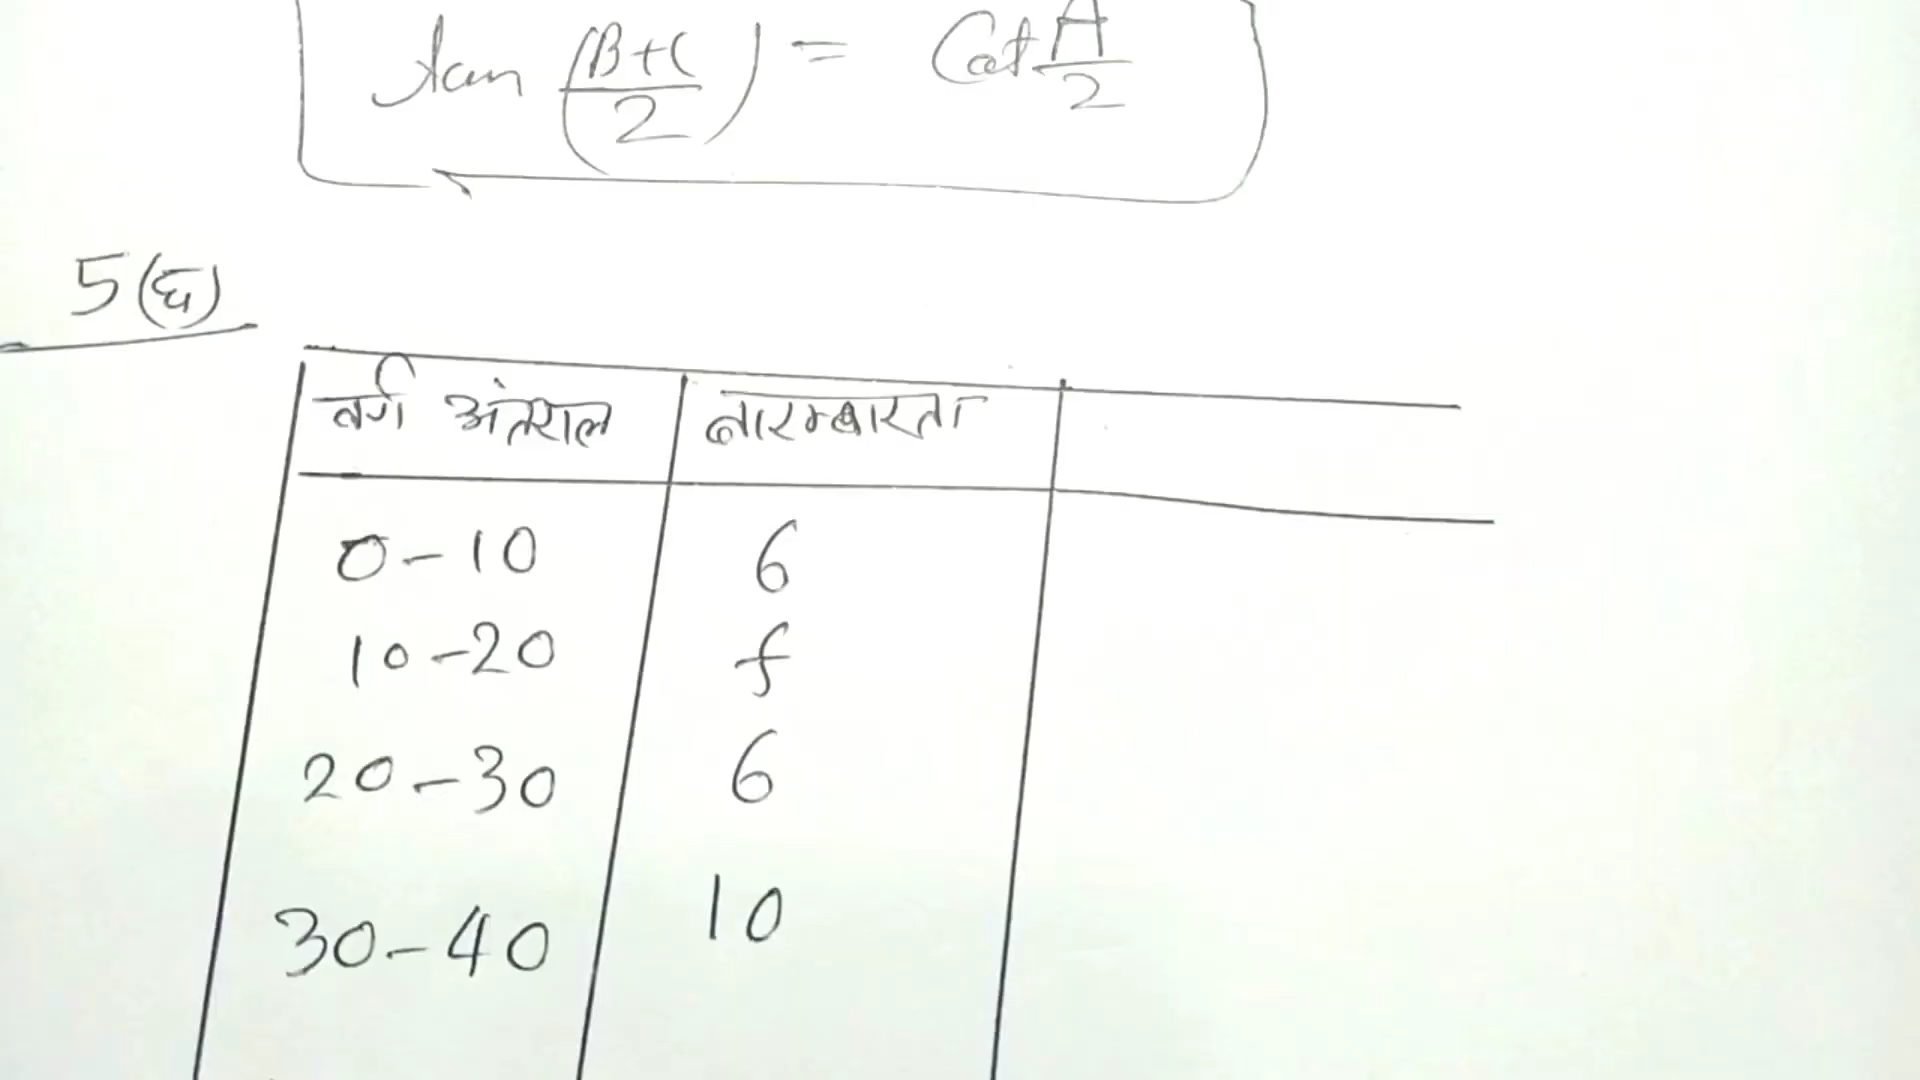 tan (B+C/2) = Cot A/2
5(घ)
वर्ग अंतराल बारम्बारता
0-10 6
10-20 f
20-30 6
30-40 10